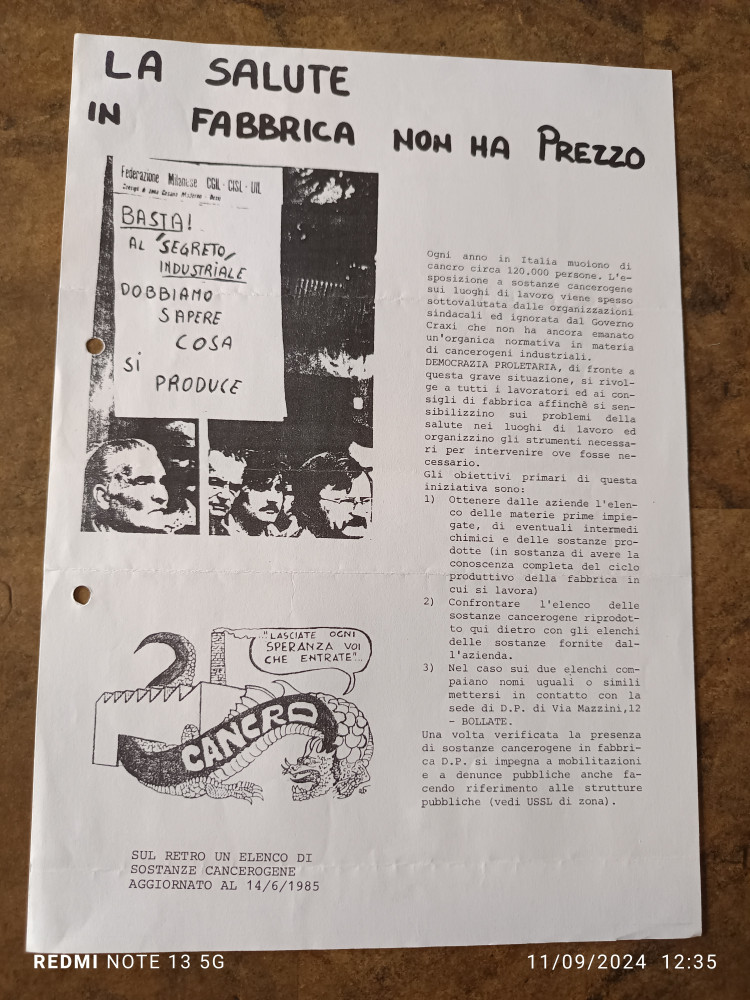 LA SALUTE
IN FABBRICA NON HA PREZZO
Federazione Milanese CGIL - CISL - UIL
BASTA!
AL "SEGRETO,
INDUSTRIALE
DOBBIAMO
SAPERE
COSA
SI
PRODUCE
Ogni anno in Italia muoiono di
cancro circa 120.000 persone. L'e-
sposizione a sostanze cancerogene
sui luoghi di lavoro viene spesso
sottovalutata dalle organizzazioni
sindacali ed ignorata dal Governo
Craxi che non ha ancora emanato
un'organica normativa in materia
di cancerogeni industriali.
DEMOCRAZIA PROLETARIA, di fronte a
questa grave situazione, si rivol-
ge a tutti i lavoratori ed ai con-
sigli di fabbrica affinchè si sen-
sibilizzino sui problemi della
salute nei luoghi di lavoro ed
organizzino gli strumenti necessa-
ri per intervenire ove fosse ne-
cessario.
Gli obiettivi primari di questa
iniziativa sono:
1) Ottenere dalle aziende l'elen-
co delle materie prime impie-
gate, di eventuali intermedi
chimici e delle sostanze pro-
dotte (in sostanza di avere la
conoscenza completa del ciclo
produttivo della fabbrica in
cui si lavora)
2) Confrontare l'elenco delle
sostanze cancerogene riprodot-
to qui dietro con gli elenchi
delle sostanze fornite dal-
l'azienda.
3) Nel caso sui due elenchi com-
paiano nomi uguali o simili
mettersi in contatto con la
sede di D.P. di Via Mazzini,12
- BOLLATE.
Una volta verificata la presenza
di sostanze cancerogene in fabbri-
ca D.P. si impegna a mobilitazioni
e a denunce pubbliche anche fa-
cendo riferimento alle strutture
pubbliche (vedi USSL di zona).
.."LASCIATE OGNI
SPERANZA VOI
CHE ENTRATE"...
CANCRO
SUL RETRO UN ELENCO DI
SOSTANZE CANCEROGENE
AGGIORNATO AL 14/6/1985
REDMI NOTE 13 5G
11/09/2024 12:35